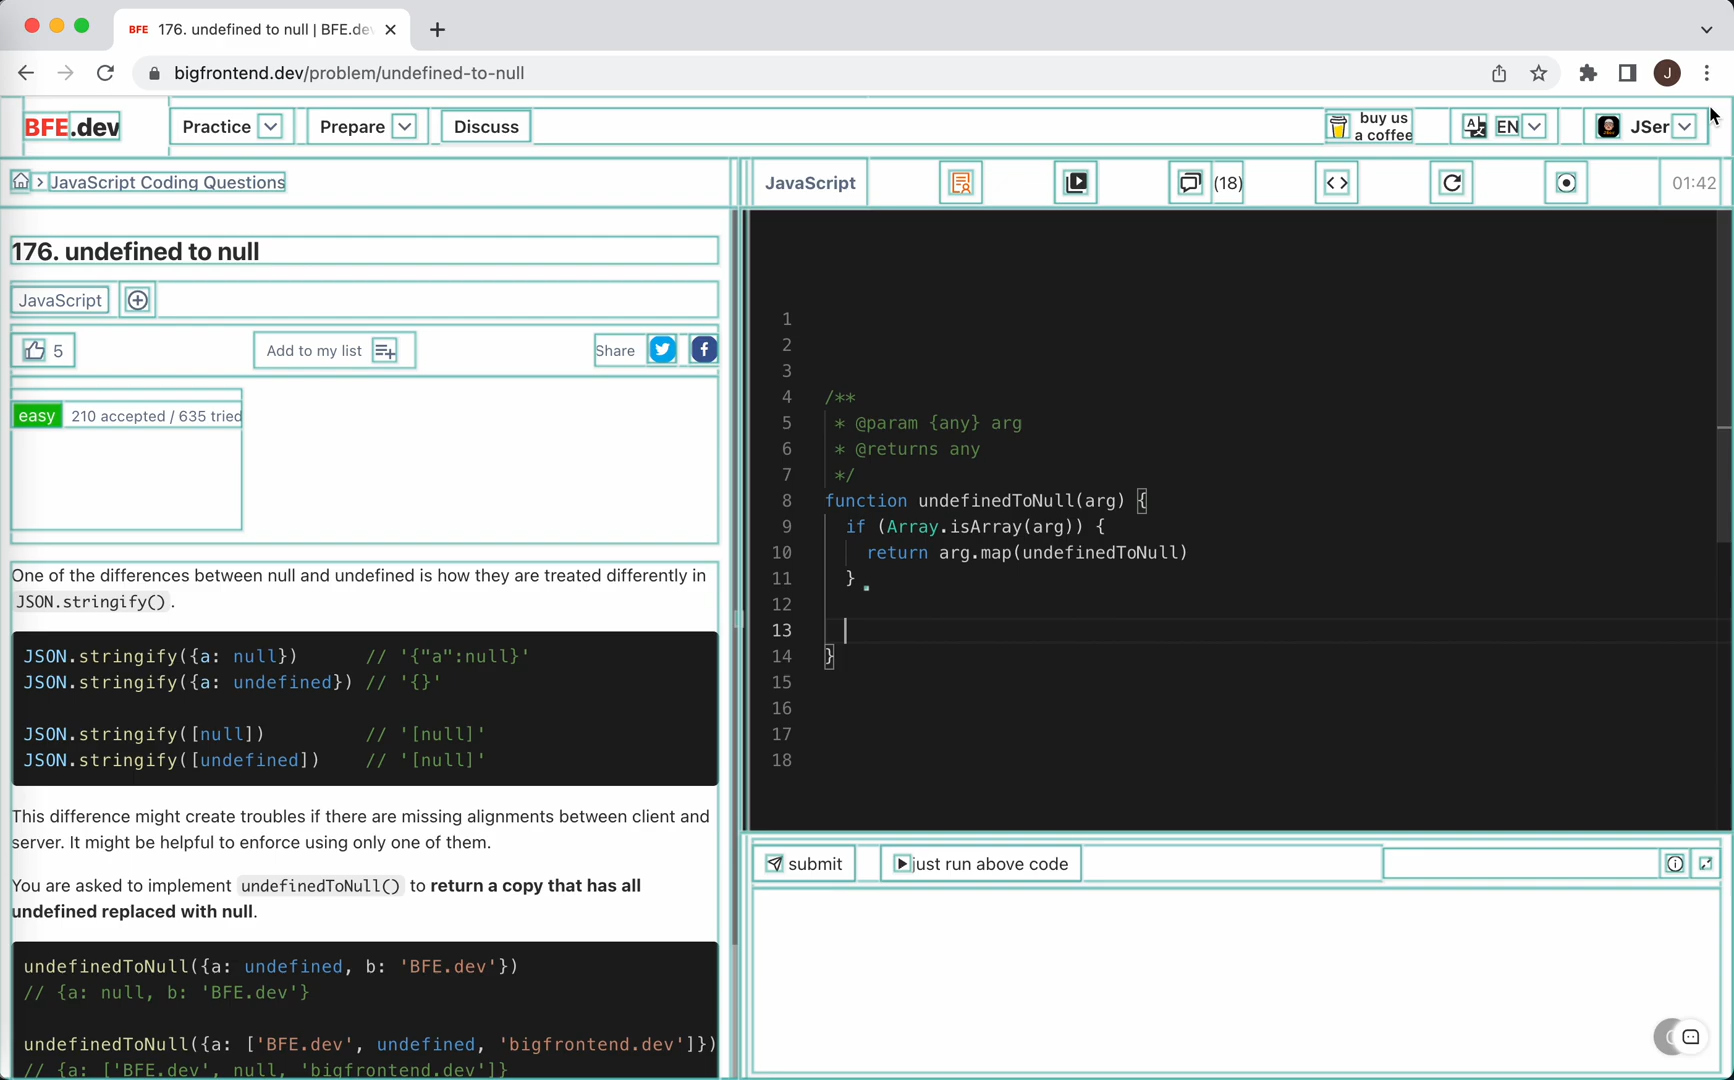 BFE 176. undefined to null | BFE.de
bigfrontend.dev/problem/undefined-to-null
J
BFE.dev
Practice
Prepare
Discuss
buy us
a coffee
EN
JSer
JavaScript Coding Questions
JavaScript
(18)
01:42
176. undefined to null
JavaScript
5
Add to my list
Share
easy 210 accepted / 635 tried
One of the differences between null and undefined is how they are treated differently in
JSON.stringify() .
JSON.stringify({a: null}) // '{"a":null}'
JSON.stringify({a: undefined}) // '{}'
JSON.stringify([null]) // '[null]'
JSON.stringify([undefined]) // '[null]'
This difference might create troubles if there are missing alignments between client and
server. It might be helpful to enforce using only one of them.
You are asked to implement undefinedToNull() to return a copy that has all
undefined replaced with null.
undefinedToNull({a: undefined, b: 'BFE.dev'})
// {a: null, b: 'BFE.dev'}
undefinedToNull({a: ['BFE.dev', undefined, 'bigfrontend.dev']})
// {a: ['BFE.dev', null, 'bigfrontend.dev']}
1
2
3
4 /**
5 * @param {any} arg
6 * @returns any
7 */
8 function undefinedToNull(arg) {
9 if (Array.isArray(arg)) {
10 return arg.map(undefinedToNull)
11 }
12
13
14 }
15
16
17
18
submit
just run above code